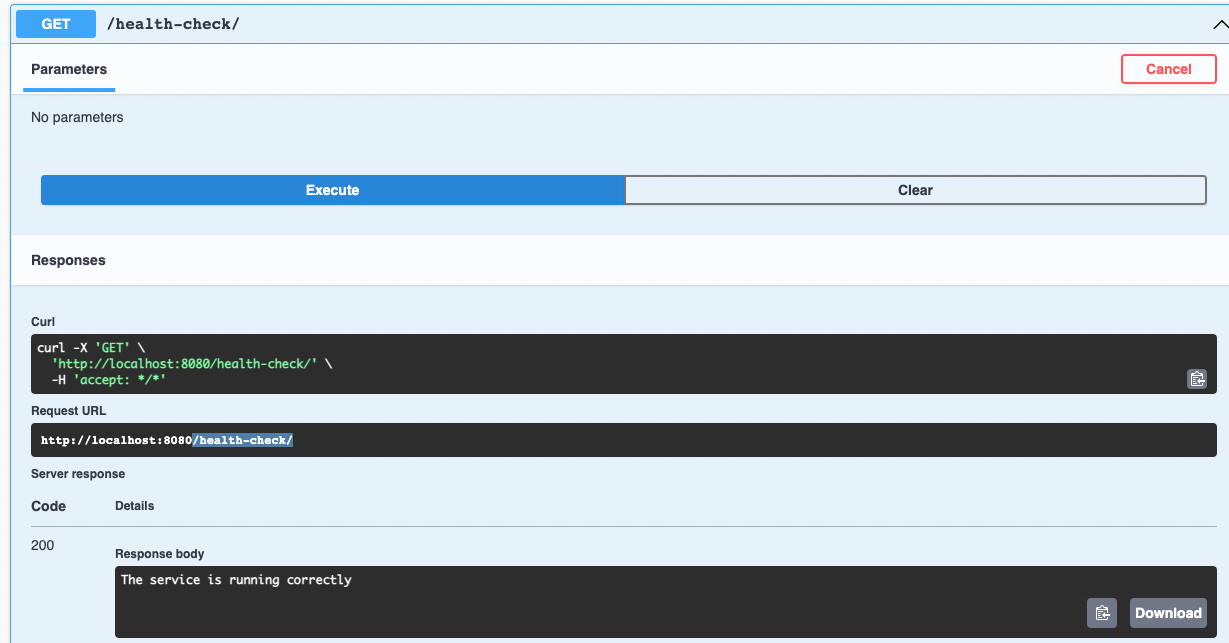 GET /health-check/
Parameters Cancel
No parameters
Execute Clear
Responses
Curl
curl -X 'GET' \
'http://localhost:8080/health-check/' \
-H 'accept: */*'
Request URL
http://localhost:8080/health-check/
Server response
Code Details
200
Response body
The service is running correctly
Download